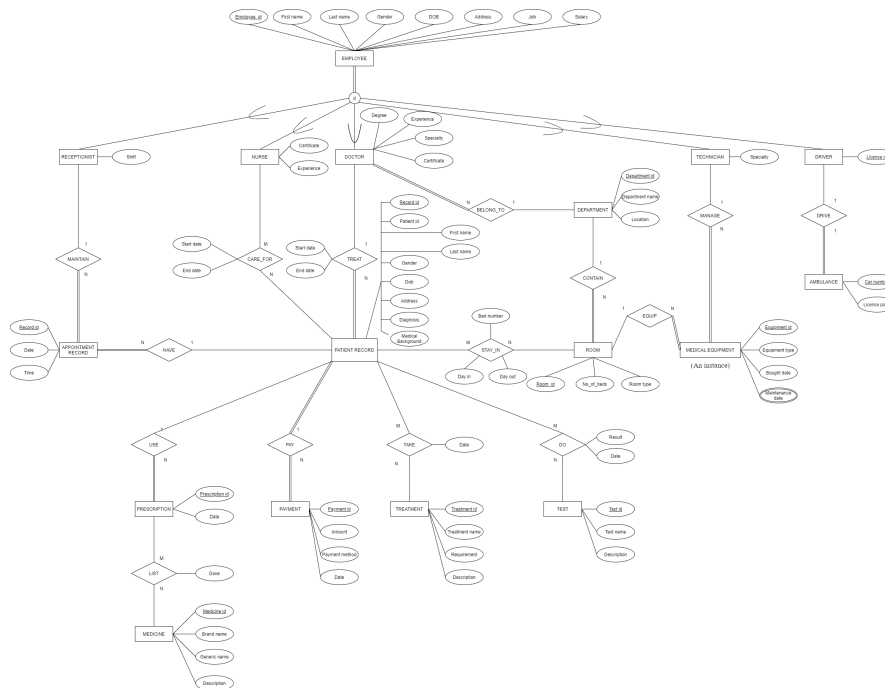 Employee_id
First name
Last name
Gender
DOB
Address
Job
Salary
EMPLOYEE
d
Degree
Experience
Specialty
Certificate
RECEPTIONIST
Shift
NURSE
Certificate
Experience
DOCTOR
TECHNICIAN
Specialty
DRIVER
License id
N
BELONG_TO
1
DEPARTMENT
Department id
Department name
Location
1
MANAGE
N
1
DRIVE
1
Record id
Patient id
First name
Last name
Gender
Dob
Address
Diagnosis
Medical
Background
1
MAINTAIN
N
Start date
End date
M
CARE_FOR
N
Start date
End date
1
TREAT
N
1
CONTAIN
N
AMBULANCE
Car number
License pla
Record id
Date
Time
APPOINTMENT
RECORD
N
HAVE
1
PATIENT RECORD
M
STAY_IN
N
Bed number
Day in
Day out
ROOM
Room_id
No_of_beds
Room type
1
EQUIP
N
MEDICAL EQUIPMENT
(An instance)
Equipment id
Equipment type
Bought date
Maintenance
date
1
USE
N
1
PAY
N
M
TAKE
N
Date
M
DO
N
Result
Date
PRESCRIPTION
Prescription id
Date
PAYMENT
Payment id
Amount
Payment method
Date
TREATMENT
Treatment id
Treatment name
Requirement
Description
TEST
Test id
Test name
Description
M
LIST
N
Dose
MEDICINE
Medicine id
Brand name
Generic name
Description